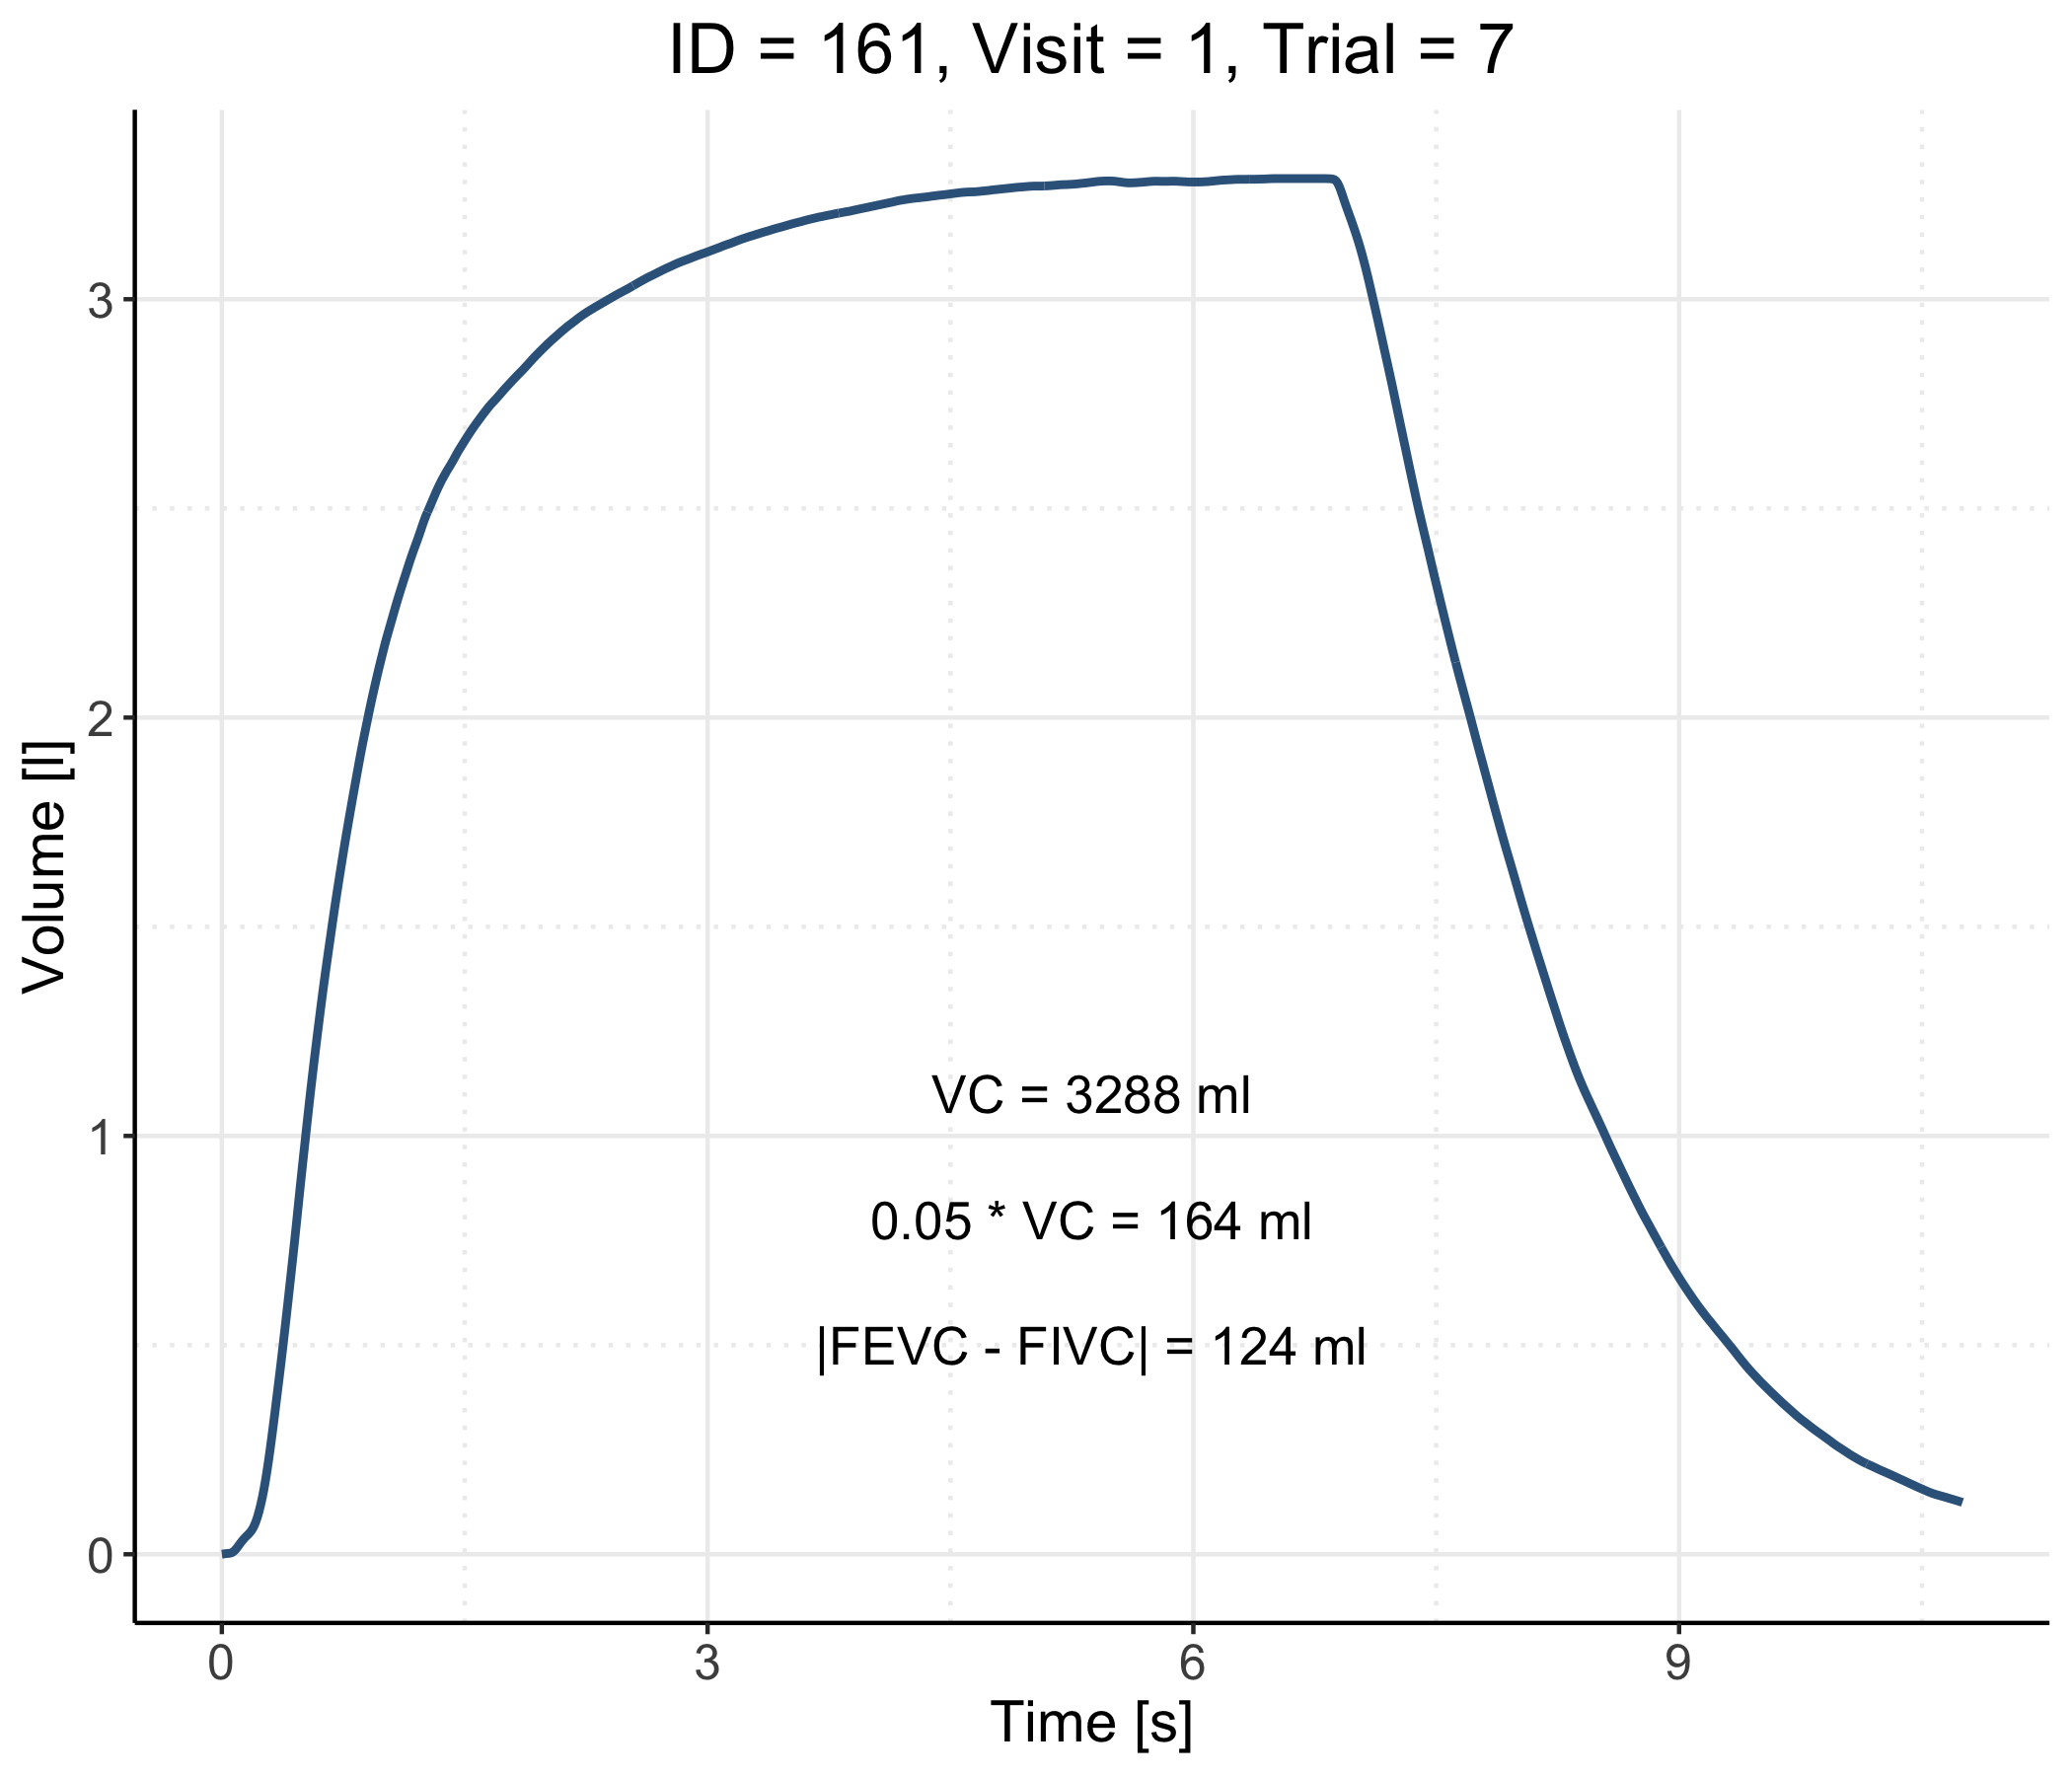 ID = 161, Visit = 1, Trial = 7
3
2
1
0
Volume [l]
VC = 3288 ml
0.05 * VC = 164 ml
|FEVC - FIVC| = 124 ml
0 3 6 9
Time [s]